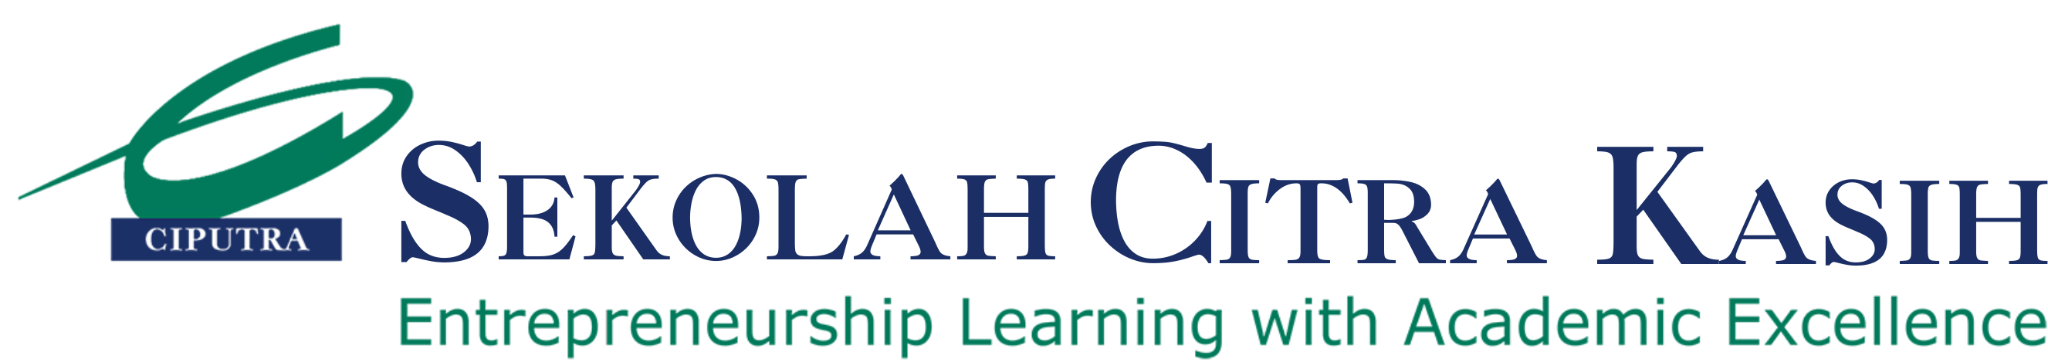 CIPUTRA
SEKOLAH CITRA KASIH
Entrepreneurship Learning with Academic Excellence